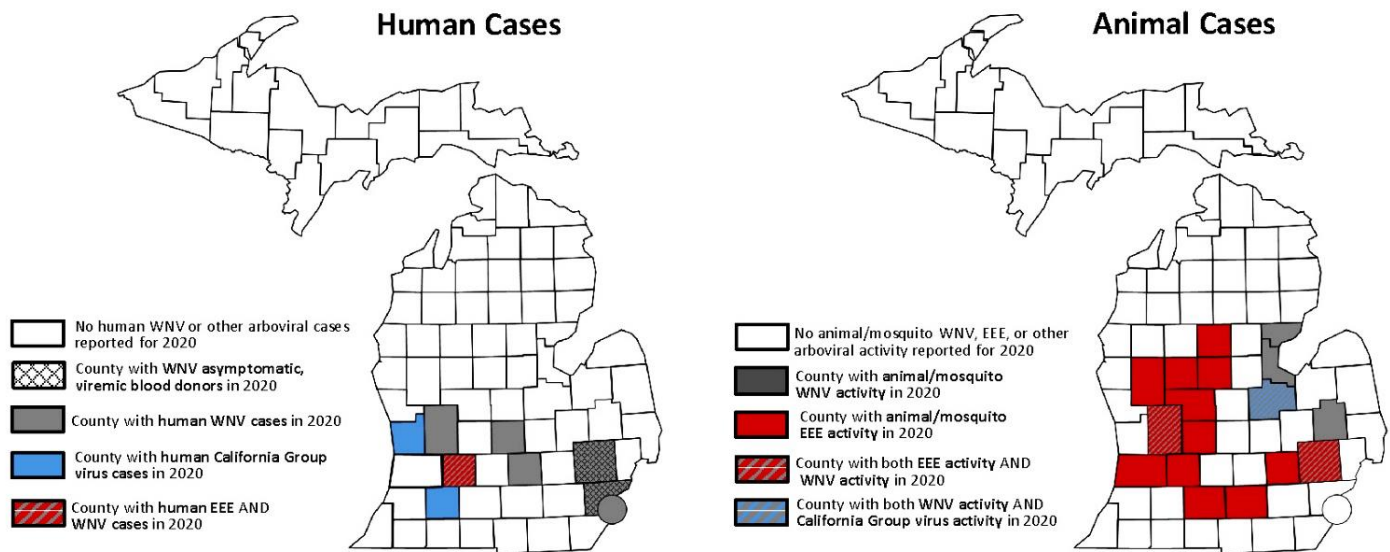 Human Cases
No human WNV or other arboviral cases
reported for 2020
County with WNV asymptomatic,
viremic blood donors in 2020
County with human WNV cases in 2020
County with human California Group
virus cases in 2020
County with human EEE AND
WNV cases in 2020
Animal Cases
No animal/mosquito WNV, EEE, or other
arboviral activity reported for 2020
County with animal/mosquito
WNV activity in 2020
County with animal/mosquito
EEE activity in 2020
County with both EEE activity AND
WNV activity in 2020
County with both WNV activity AND
California Group virus activity in 2020